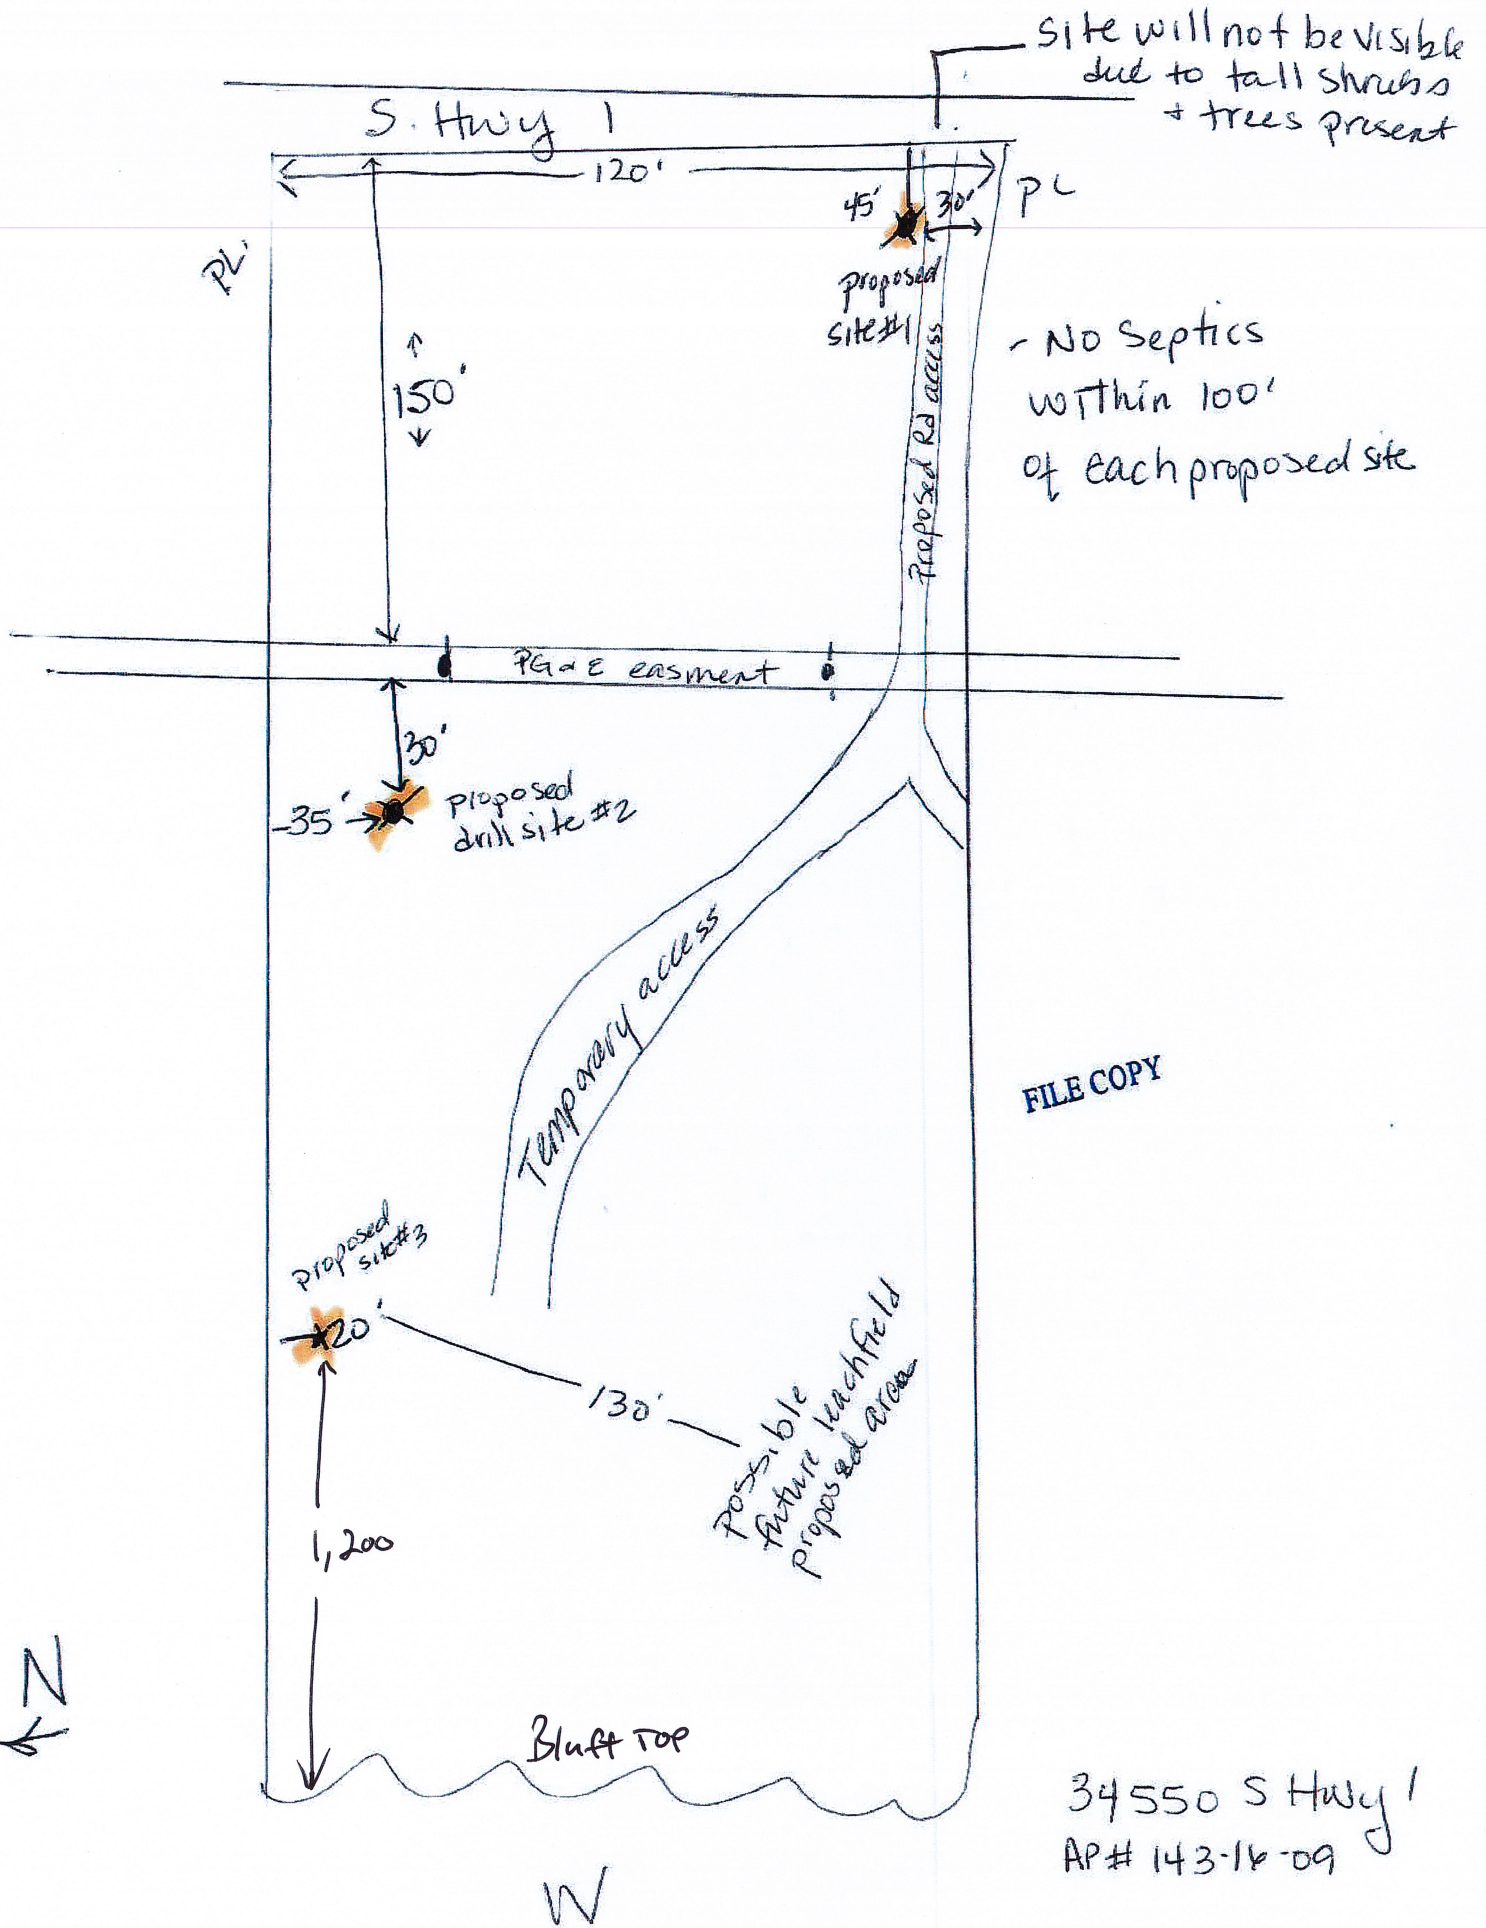 Site will not be visible
due to tall shrubs
+ trees present
S. Hwy 1
120'
PL
PL
45'
30'
proposed
site #1
Proposed Rd access
150'
- No Septics
within 100'
of each proposed site
PG&E easment
30'
35'
proposed
drill site #2
Temporary access
FILE COPY
proposed
site #3
20'
130'
Possible
future leachfield
proposed area
1,200
N
Bluff Top
34550 S Hwy 1
AP# 143-16-09
W